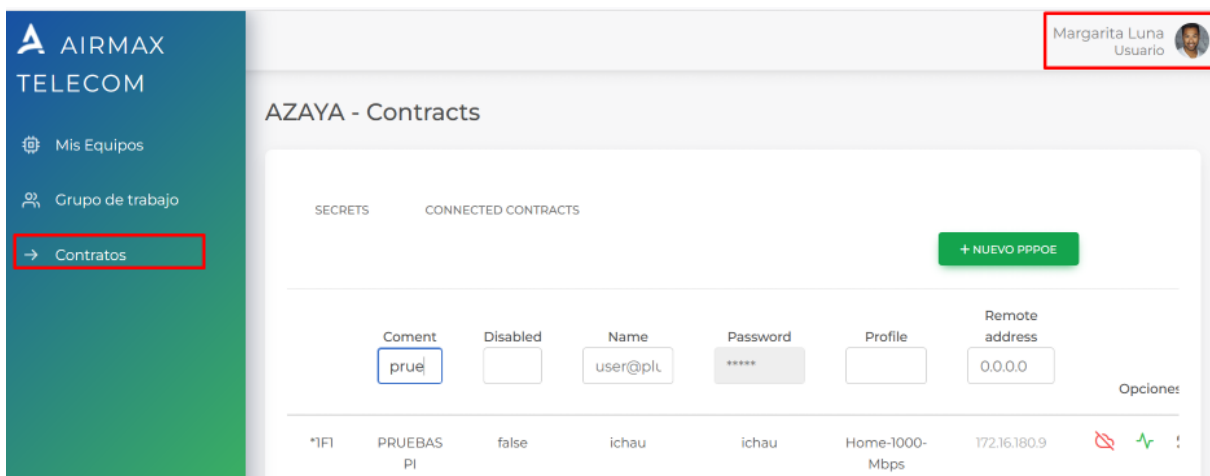 AIRMAX
TELECOM
Margarita Luna
Usuario
AZAYA - Contracts
Mis Equipos
Grupo de trabajo
Contratos
SECRETS CONNECTED CONTRACTS
+ NUEVO PPPOE
Coment Disabled Name Password Profile Remote address
prue user@plu ***** 0.0.0.0
Opciones
*1F1 PRUEBAS PI false ichau ichau Home-1000-Mbps 172.16.180.9